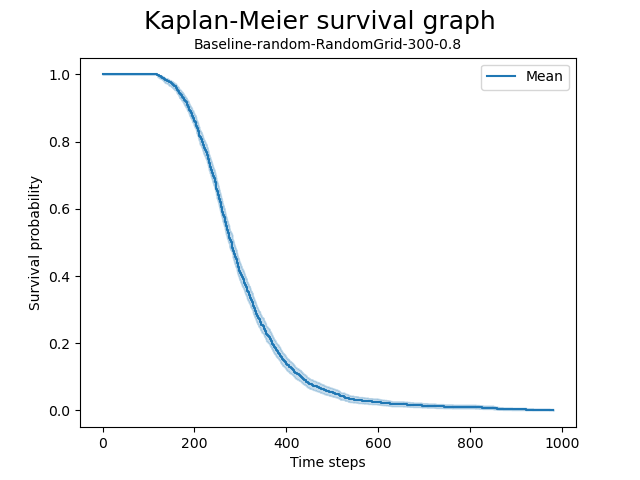 Kaplan-Meier survival graph
Baseline-random-RandomGrid-300-0.8
Mean
1.0
0.8
0.6
0.4
0.2
0.0
Survival probability
0 200 400 600 800 1000
Time steps